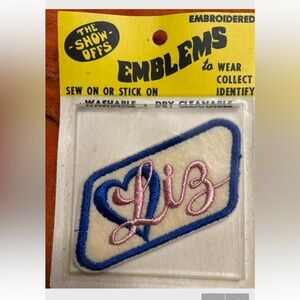 THE
-SHOW-
OFFS
EMBROIDERED
EMBLEMS
to WEAR
COLLECT
IDENTIFY
SEW ON OR STICK ON
WASHABLE • DRY CLEANABLE
Liz